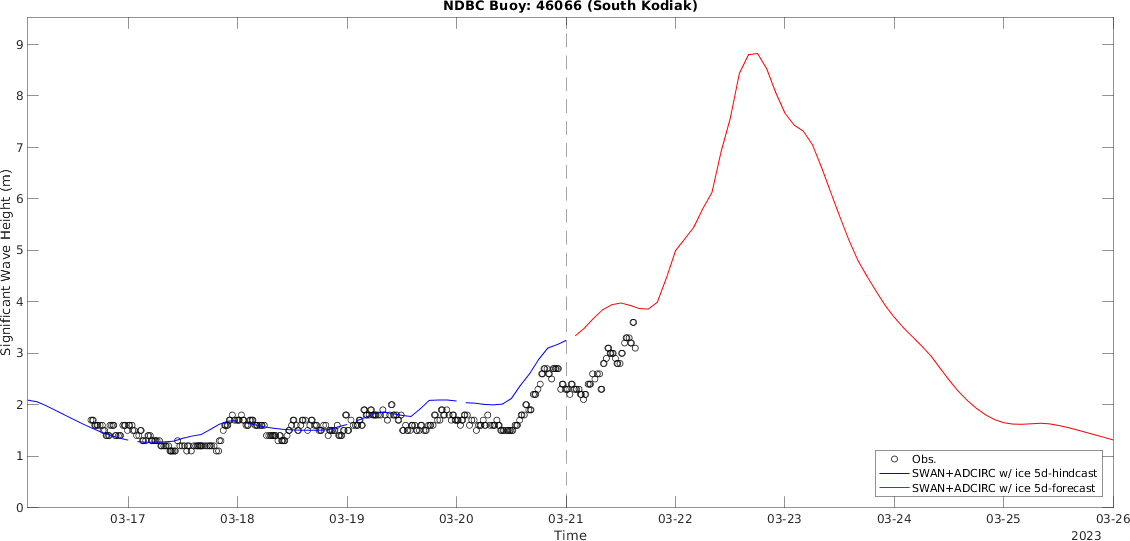 NDBC Buoy: 46066 (South Kodiak)
9
8
7
6
5
4
3
2
1
0
Significant Wave Height (m)
03-17 03-18 03-19 03-20 03-21 03-22 03-23 03-24 03-25 03-26
Time
2023
Obs.
SWAN+ADCIRC w/ ice 5d-hindcast
SWAN+ADCIRC w/ ice 5d-forecast